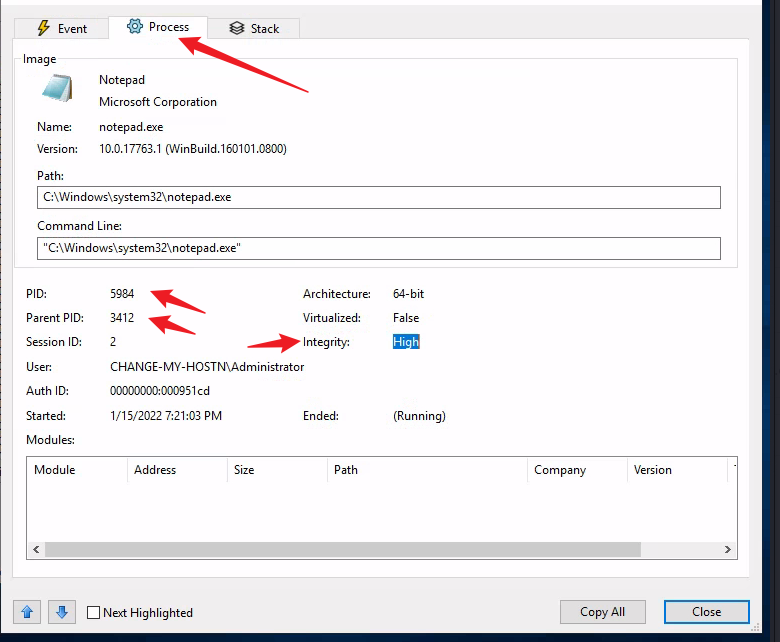 Event Process Stack
Image
Notepad
Microsoft Corporation
Name: notepad.exe
Version: 10.0.17763.1 (WinBuild.160101.0800)
Path:
C:\Windows\system32\notepad.exe
Command Line:
"C:\Windows\system32\notepad.exe"
PID: 5984 Architecture: 64-bit
Parent PID: 3412 Virtualized: False
Session ID: 2 Integrity: High
User: CHANGE-MY-HOSTN\Administrator
Auth ID: 00000000:000951cd
Started: 1/15/2022 7:21:03 PM Ended: (Running)
Modules:
Module Address Size Path Company Version
Next Highlighted Copy All Close